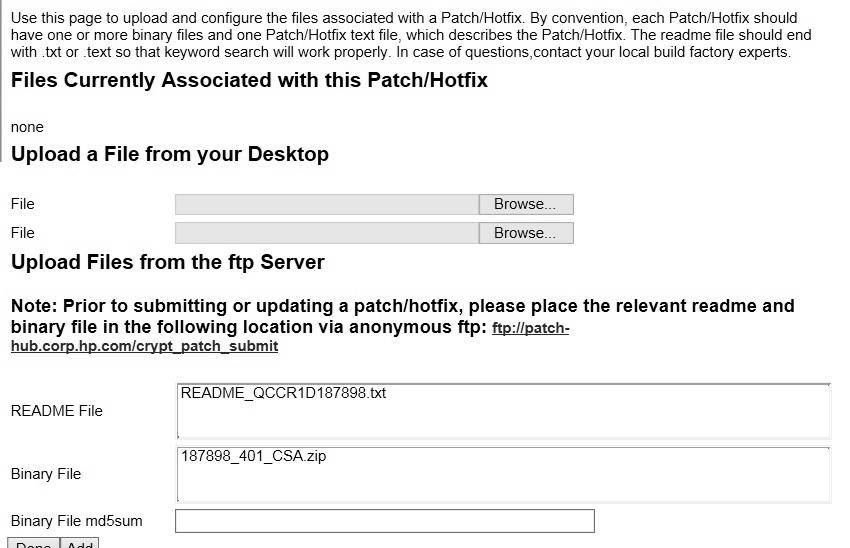 Use this page to upload and configure the files associated with a Patch/Hotfix. By convention, each Patch/Hotfix should
have one or more binary files and one Patch/Hotfix text file, which describes the Patch/Hotfix. The readme file should end
with .txt or .text so that keyword search will work properly. In case of questions,contact your local build factory experts.
Files Currently Associated with this Patch/Hotfix
none
Upload a File from your Desktop
File Browse...
File Browse...
Upload Files from the ftp Server
Note: Prior to submitting or updating a patch/hotfix, please place the relevant readme and
binary file in the following location via anonymous ftp: ftp://patch-
hub.corp.hp.com/crypt_patch_submit
README_QCCR1D187898.txt
README File
187898_401_CSA.zip
Binary File
Binary File md5sum
Done Add